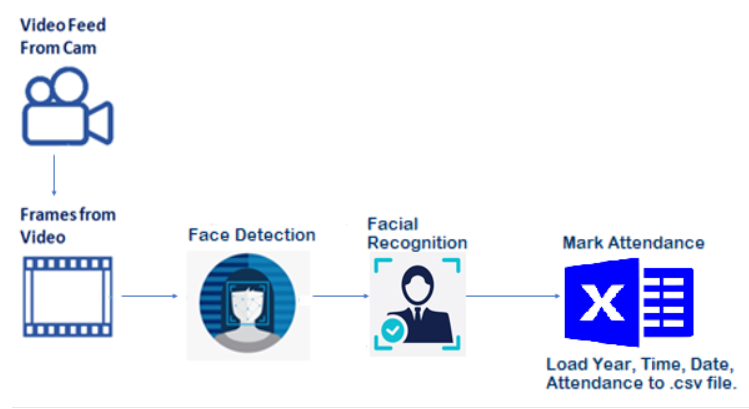 Video Feed
From Cam
Frames from
Video
Face Detection
Facial
Recognition
Mark Attendance
X
Load Year, Time, Date,
Attendance to .csv file.